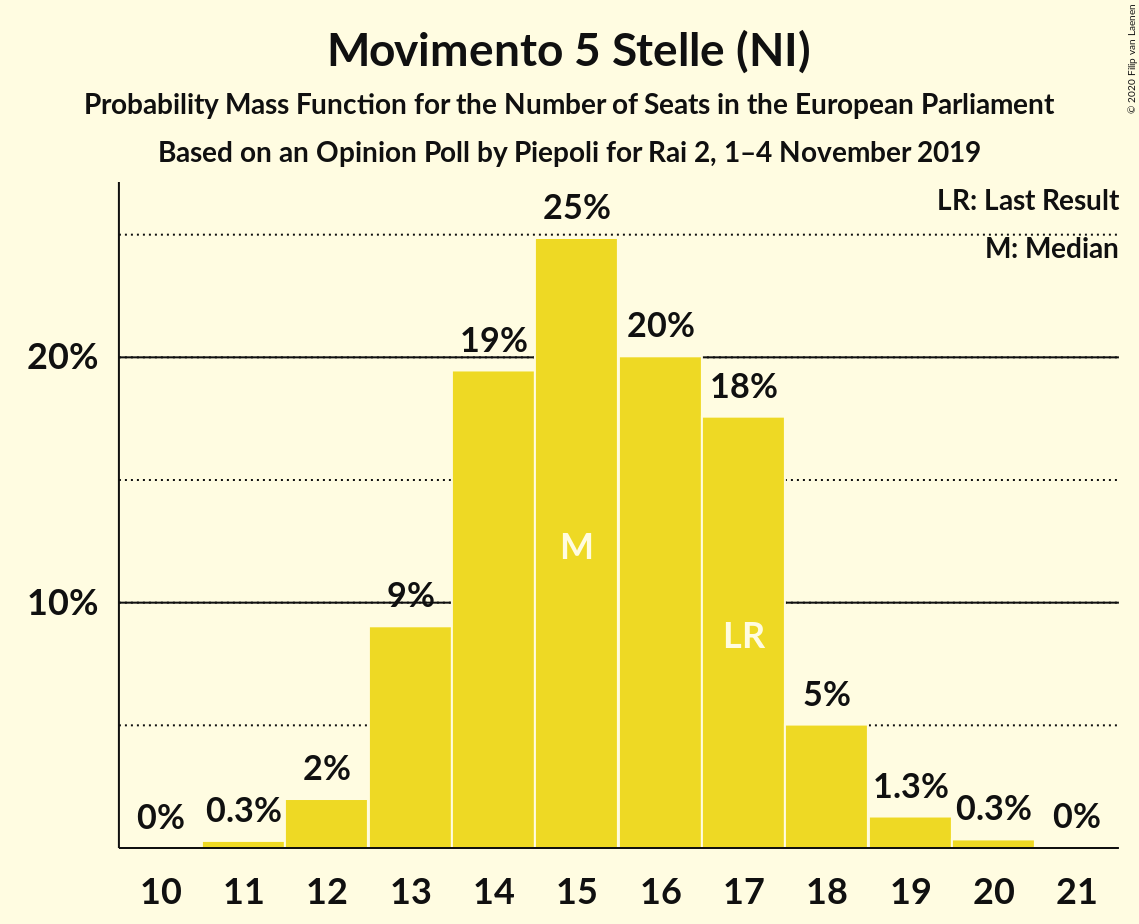 Movimento 5 Stelle (NI)
Probability Mass Function for the Number of Seats in the European Parliament
Based on an Opinion Poll by Piepoli for Rai 2, 1–4 November 2019
© 2020 Filip van Laenen
LR: Last Result
M: Median
25%
20%
19%
20%
18%
M
10%
9%
LR
5%
2%
1.3%
0%
0.3%
0.3%
0%
10 11 12 13 14 15 16 17 18 19 20 21